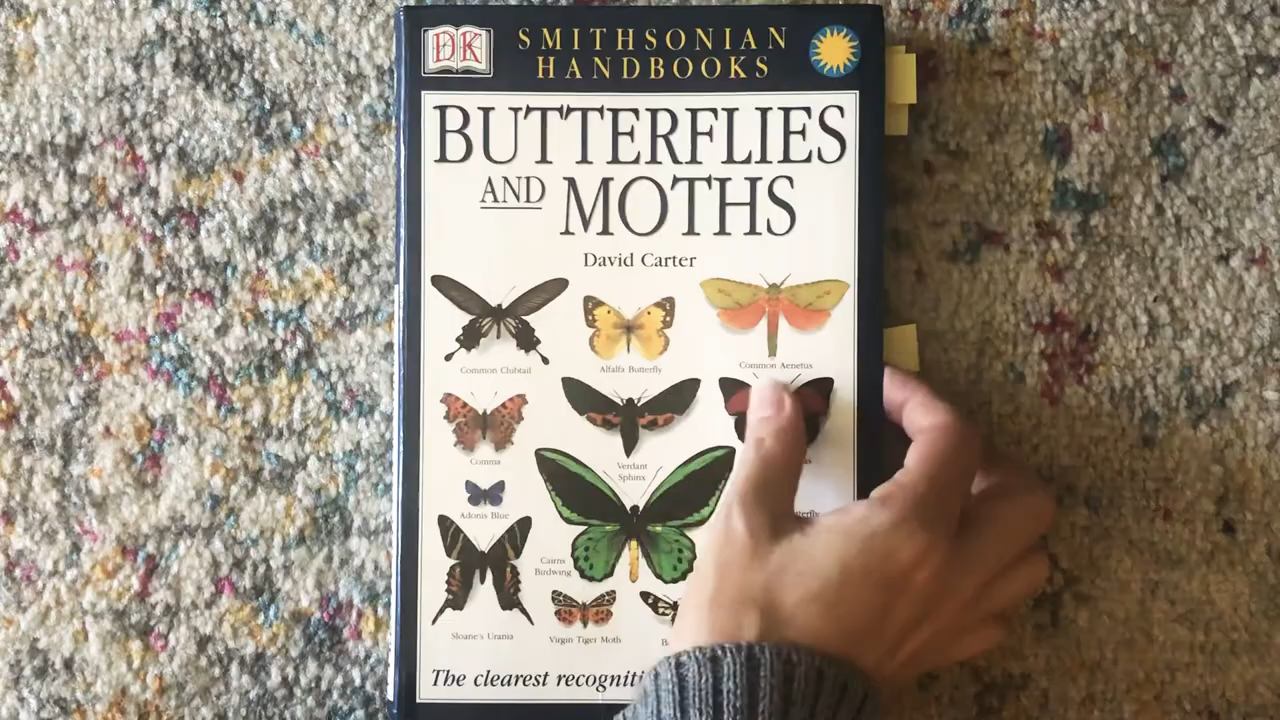 DK
SMITHSONIAN
HANDBOOKS
BUTTERFLIES
AND MOTHS
David Carter
Common Clubtail
Alfalfa Butterfly
Common Aenetus
Comma
Verdant
Sphinx
Adonis Blue
Cairns
Birdwing
Sloane's Urania
Virgin Tiger Moth
The clearest